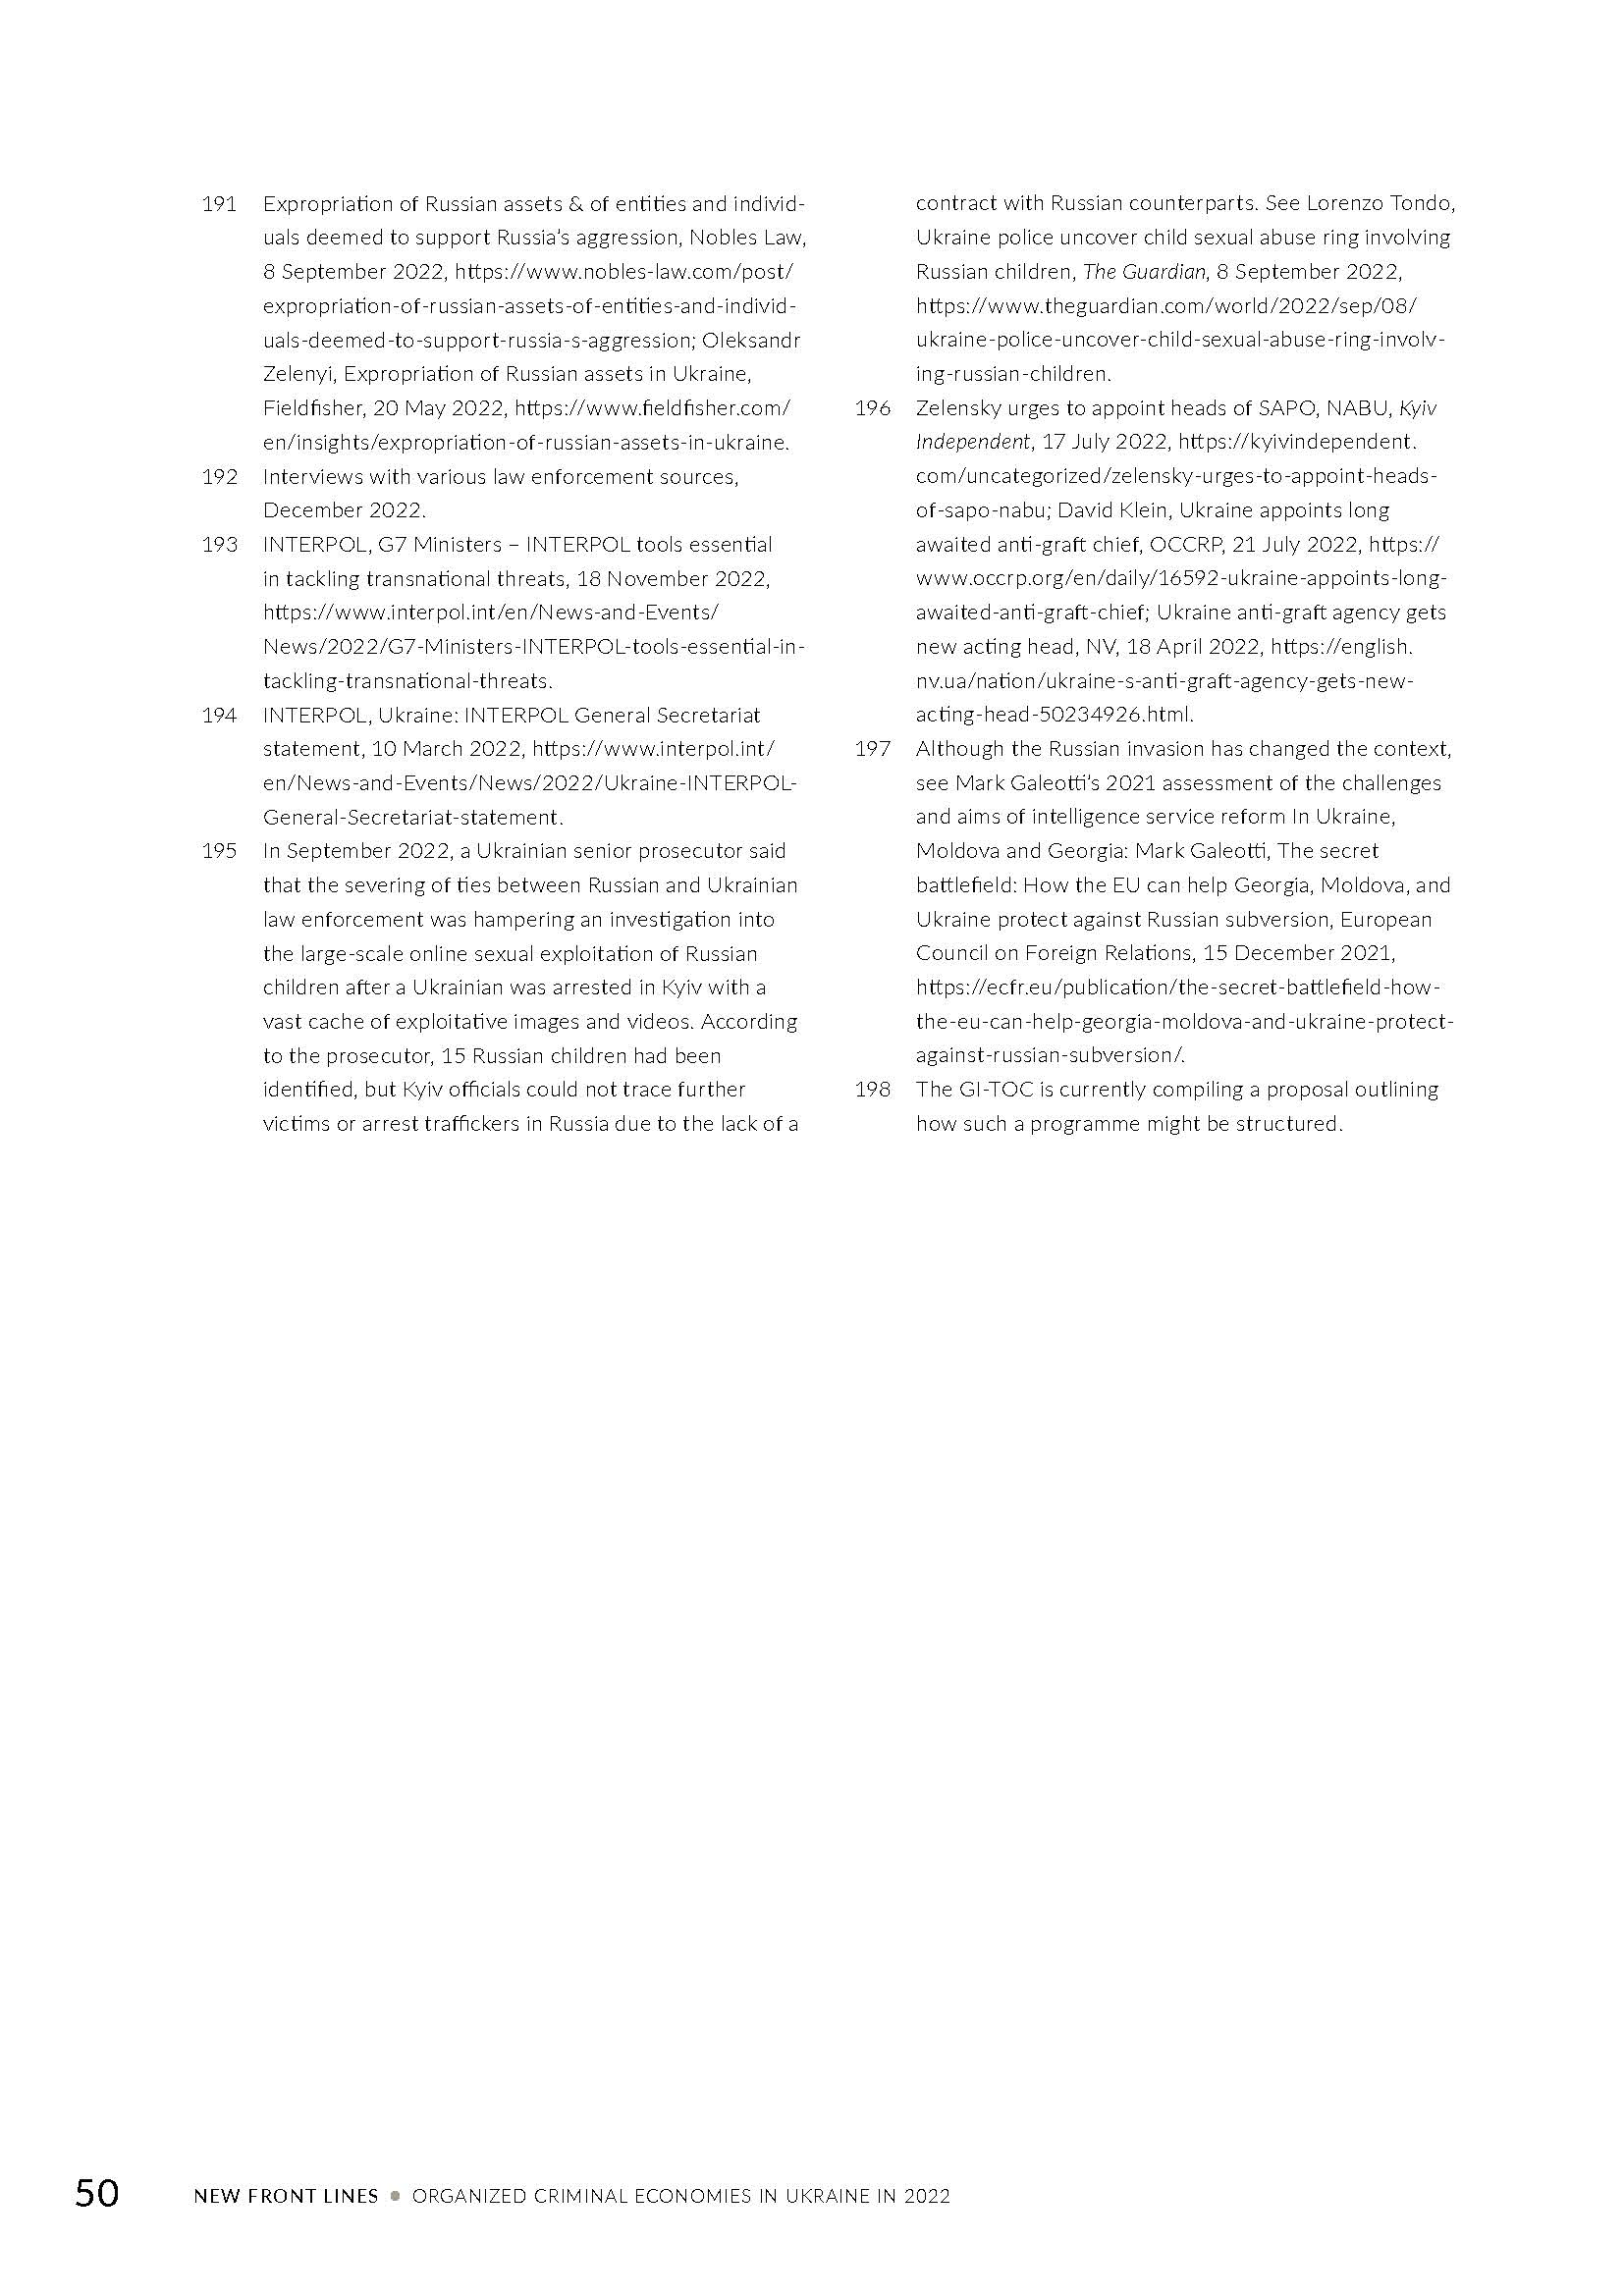 191 Expropriation of Russian assets & of entities and individ-
uals deemed to support Russia’s aggression, Nobles Law,
8 September 2022, https://www.nobles-law.com/post/
expropriation-of-russian-assets-of-entities-and-individ-
uals-deemed-to-support-russia-s-aggression; Oleksandr
Zelenyi, Expropriation of Russian assets in Ukraine,
Fieldfisher, 20 May 2022, https://www.fieldfisher.com/
en/insights/expropriation-of-russian-assets-in-ukraine.
192 Interviews with various law enforcement sources,
December 2022.
193 INTERPOL, G7 Ministers – INTERPOL tools essential
in tackling transnational threats, 18 November 2022,
https://www.interpol.int/en/News-and-Events/
News/2022/G7-Ministers-INTERPOL-tools-essential-in-
tackling-transnational-threats.
194 INTERPOL, Ukraine: INTERPOL General Secretariat
statement, 10 March 2022, https://www.interpol.int/
en/News-and-Events/News/2022/Ukraine-INTERPOL-
General-Secretariat-statement.
195 In September 2022, a Ukrainian senior prosecutor said
that the severing of ties between Russian and Ukrainian
law enforcement was hampering an investigation into
the large-scale online sexual exploitation of Russian
children after a Ukrainian was arrested in Kyiv with a
vast cache of exploitative images and videos. According
to the prosecutor, 15 Russian children had been
identified, but Kyiv officials could not trace further
victims or arrest traffickers in Russia due to the lack of a
contract with Russian counterparts. See Lorenzo Tondo,
Ukraine police uncover child sexual abuse ring involving
Russian children, The Guardian, 8 September 2022,
https://www.theguardian.com/world/2022/sep/08/
ukraine-police-uncover-child-sexual-abuse-ring-involv-
ing-russian-children.
196 Zelensky urges to appoint heads of SAPO, NABU, Kyiv
Independent, 17 July 2022, https://kyivindependent.
com/uncategorized/zelensky-urges-to-appoint-heads-
of-sapo-nabu; David Klein, Ukraine appoints long
awaited anti-graft chief, OCCRP, 21 July 2022, https://
www.occrp.org/en/daily/16592-ukraine-appoints-long-
awaited-anti-graft-chief; Ukraine anti-graft agency gets
new acting head, NV, 18 April 2022, https://english.
nv.ua/nation/ukraine-s-anti-graft-agency-gets-new-
acting-head-50234926.html.
197 Although the Russian invasion has changed the context,
see Mark Galeotti’s 2021 assessment of the challenges
and aims of intelligence service reform In Ukraine,
Moldova and Georgia: Mark Galeotti, The secret
battlefield: How the EU can help Georgia, Moldova, and
Ukraine protect against Russian subversion, European
Council on Foreign Relations, 15 December 2021,
https://ecfr.eu/publication/the-secret-battlefield-how-
the-eu-can-help-georgia-moldova-and-ukraine-protect-
against-russian-subversion/.
198 The GI-TOC is currently compiling a proposal outlining
how such a programme might be structured.
50 NEW FRONT LINES • ORGANIZED CRIMINAL ECONOMIES IN UKRAINE IN 2022